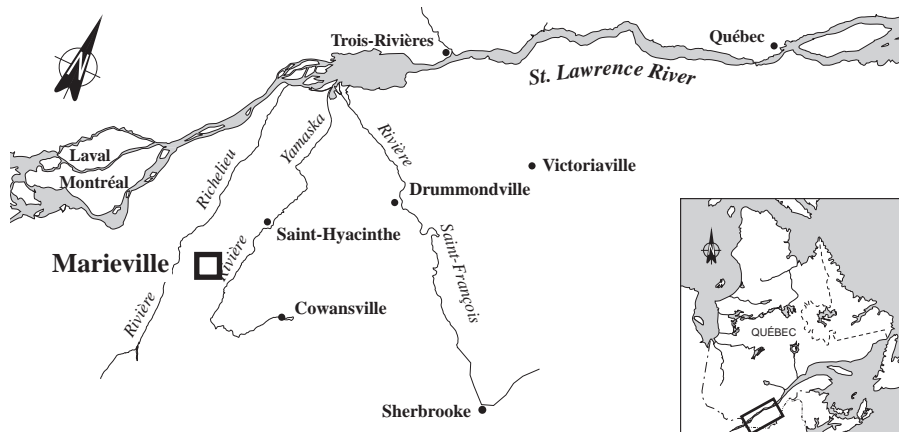 N
Trois-Rivières
Québec
St. Lawrence River
Laval
Montréal
Richelieu
Rivière
Yamaska
Rivière
Rivière
Saint-François
Victoriaville
Drummondville
Saint-Hyacinthe
Marieville
Cowansville
Sherbrooke
N
QUÉBEC